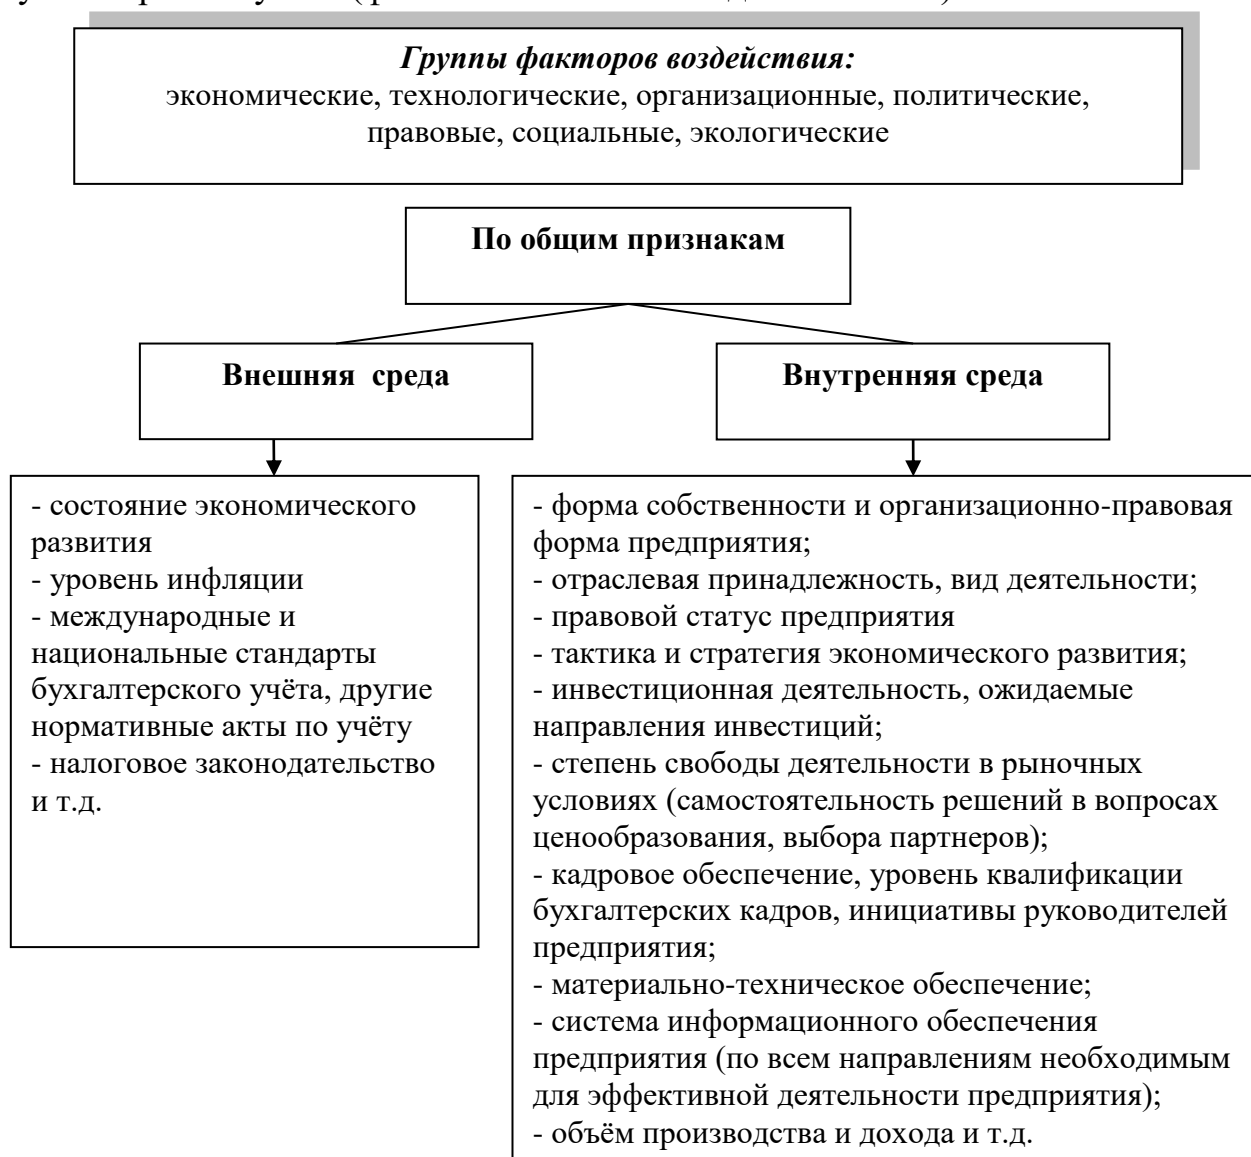 Группы факторов воздействия:
экономические, технологические, организационные, политические,
правовые, социальные, экологические
По общим признакам
Внешняя среда
Внутренняя среда
- состояние экономического
развития
- уровень инфляции
- международные и
национальные стандарты
бухгалтерского учёта, другие
нормативные акты по учёту
- налоговое законодательство
и т.д.
- форма собственности и организационно-правовая
форма предприятия;
- отраслевая принадлежность, вид деятельности;
- правовой статус предприятия
- тактика и стратегия экономического развития;
- инвестиционная деятельность, ожидаемые
направления инвестиций;
- степень свободы деятельности в рыночных
условиях (самостоятельность решений в вопросах
ценообразования, выбора партнеров);
- кадровое обеспечение, уровень квалификации
бухгалтерских кадров, инициативы руководителей
предприятия;
- материально-техническое обеспечение;
- система информационного обеспечения
предприятия (по всем направлениям необходимым
для эффективной деятельности предприятия);
- объём производства и дохода и т.д.